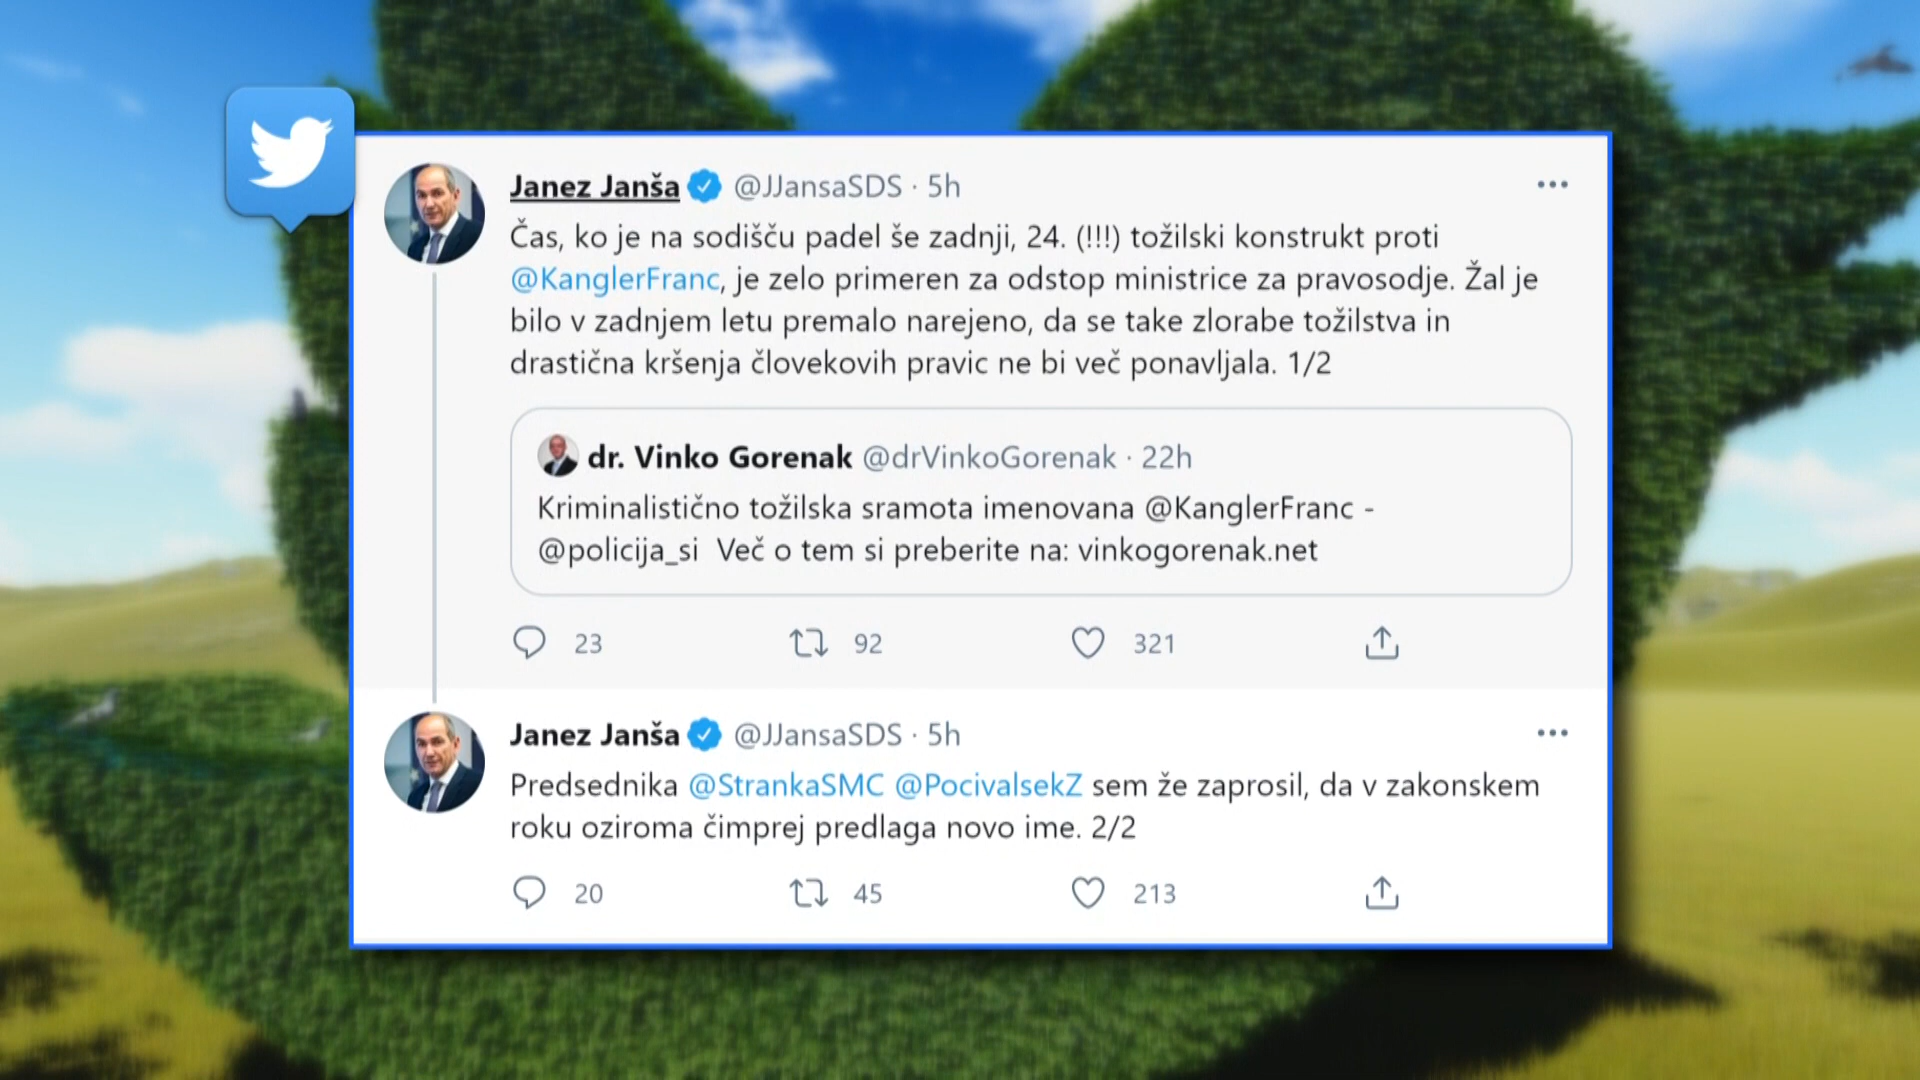 Janez Janša @JJansaSDS · 5h
Čas, ko je na sodišču padel še zadnji, 24. (!!!) tožilski konstrukt proti
@KanglerFranc, je zelo primeren za odstop ministrice za pravosodje. Žal je
bilo v zadnjem letu premalo narejeno, da se take zlorabe tožilstva in
drastična kršenja človekovih pravic ne bi več ponavljala. 1/2
dr. Vinko Gorenak @drVinkoGorenak · 22h
Kriminalistično tožilska sramota imenovana @KanglerFranc -
@policija_si Več o tem si preberite na: vinkogorenak.net
23 92 321
Janez Janša @JJansaSDS · 5h
Predsednika @StrankaSMC @PocivalsekZ sem že zaprosil, da v zakonskem
roku oziroma čimprej predlaga novo ime. 2/2
20 45 213